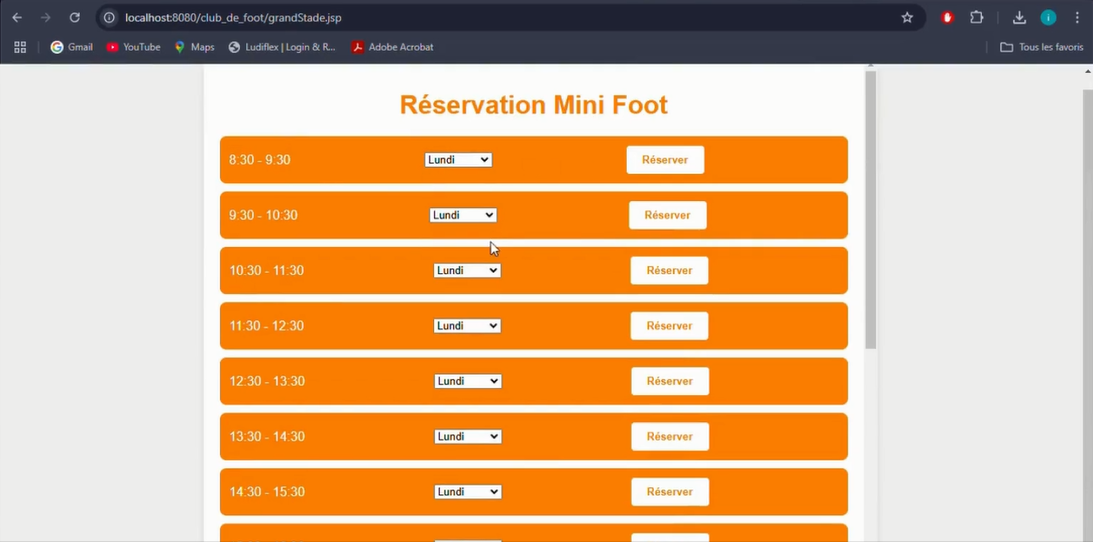 localhost:8080/club_de_foot/grandStade.jsp
i
Gmail YouTube Maps Ludiflex | Login & R... Adobe Acrobat Tous les favoris
Réservation Mini Foot
8:30 - 9:30 Lundi Réserver
9:30 - 10:30 Lundi Réserver
10:30 - 11:30 Lundi Réserver
11:30 - 12:30 Lundi Réserver
12:30 - 13:30 Lundi Réserver
13:30 - 14:30 Lundi Réserver
14:30 - 15:30 Lundi Réserver